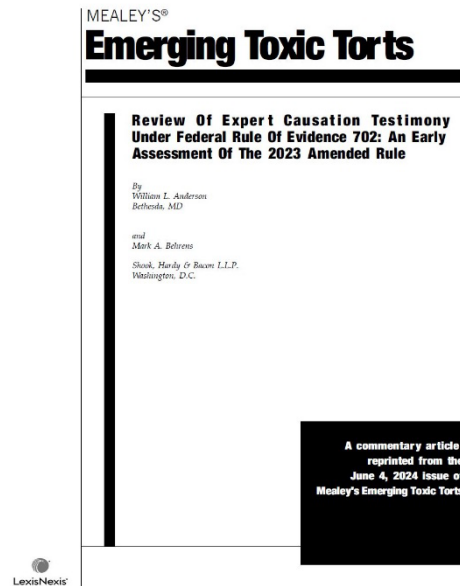 MEALEY'S®
Emerging Toxic Torts
Review Of Expert Causation Testimony
Under Federal Rule Of Evidence 702: An Early
Assessment Of The 2023 Amended Rule
By
William L. Anderson
Bethesda, MD
and
Mark A. Behrens
Shook, Hardy & Bacon L.L.P.
Washington, D.C.
A commentary article
reprinted from the
June 4, 2024 issue of
Mealey's Emerging Toxic Torts
LexisNexis®